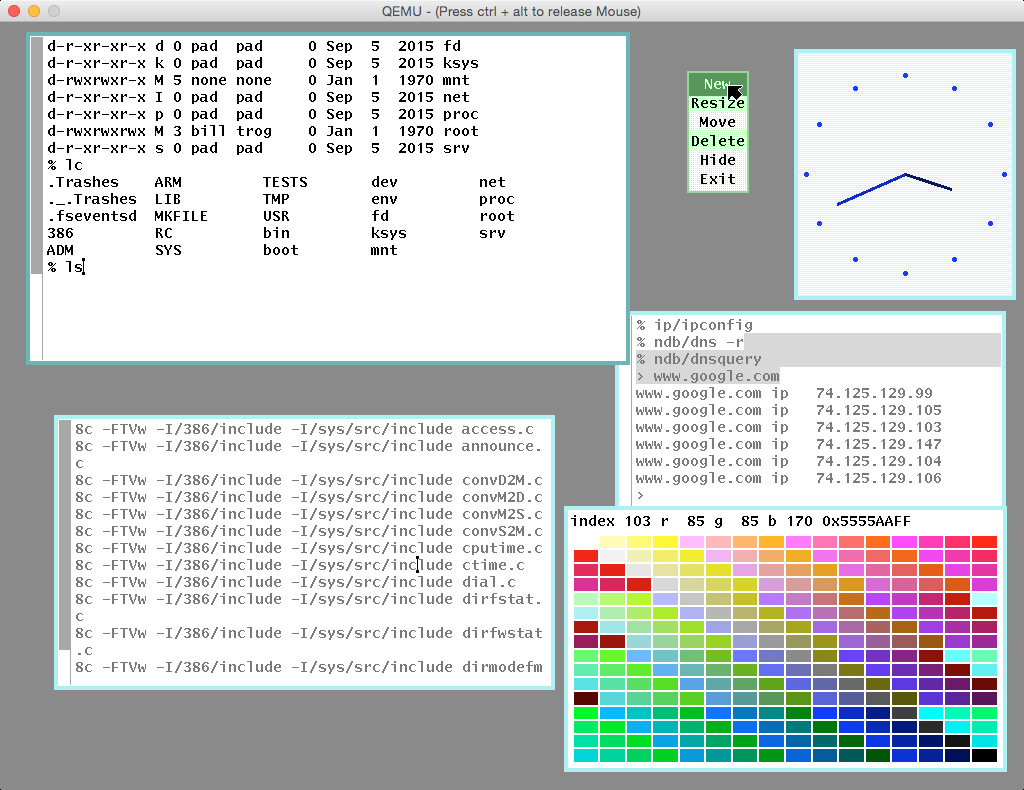 QEMU - (Press ctrl + alt to release Mouse)
d-r-xr-xr-x d 0 pad  pad     0 Sep  5  2015 fd
d-r-xr-xr-x k 0 pad  pad     0 Sep  5  2015 ksys
d-rwxrwxr-x M 5 none none    0 Jan  1  1970 mnt
d-r-xr-xr-x I 0 pad  pad     0 Sep  5  2015 net
d-r-xr-xr-x p 0 pad  pad     0 Sep  5  2015 proc
d-rwxrwxrwx M 3 bill trog    0 Jan  1  1970 root
d-r-xr-xr-x s 0 pad  pad     0 Sep  5  2015 srv
% lc
.Trashes    ARM         TESTS       dev         net
._.Trashes  LIB         TMP         env         proc
.fseventsd  MKFILE      USR         fd          root
386         RC          bin         ksys        srv
ADM         SYS         boot        mnt
% ls
New
Resize
Move
Delete
Hide
Exit
% ip/ipconfig
% ndb/dns -r
% ndb/dnsquery
> www.google.com
www.google.com ip   74.125.129.99
www.google.com ip   74.125.129.105
www.google.com ip   74.125.129.103
www.google.com ip   74.125.129.147
www.google.com ip   74.125.129.104
www.google.com ip   74.125.129.106
>
8c -FTVw -I/386/include -I/sys/src/include access.c
8c -FTVw -I/386/include -I/sys/src/include announce.
c
8c -FTVw -I/386/include -I/sys/src/include convD2M.c
8c -FTVw -I/386/include -I/sys/src/include convM2D.c
8c -FTVw -I/386/include -I/sys/src/include convM2S.c
8c -FTVw -I/386/include -I/sys/src/include convS2M.c
8c -FTVw -I/386/include -I/sys/src/include cputime.c
8c -FTVw -I/386/include -I/sys/src/include ctime.c
8c -FTVw -I/386/include -I/sys/src/include dial.c
8c -FTVw -I/386/include -I/sys/src/include dirfstat.
c
8c -FTVw -I/386/include -I/sys/src/include dirfwstat
.c
8c -FTVw -I/386/include -I/sys/src/include dirmodefm
index 103 r  85 g  85 b 170 0x5555AAFF